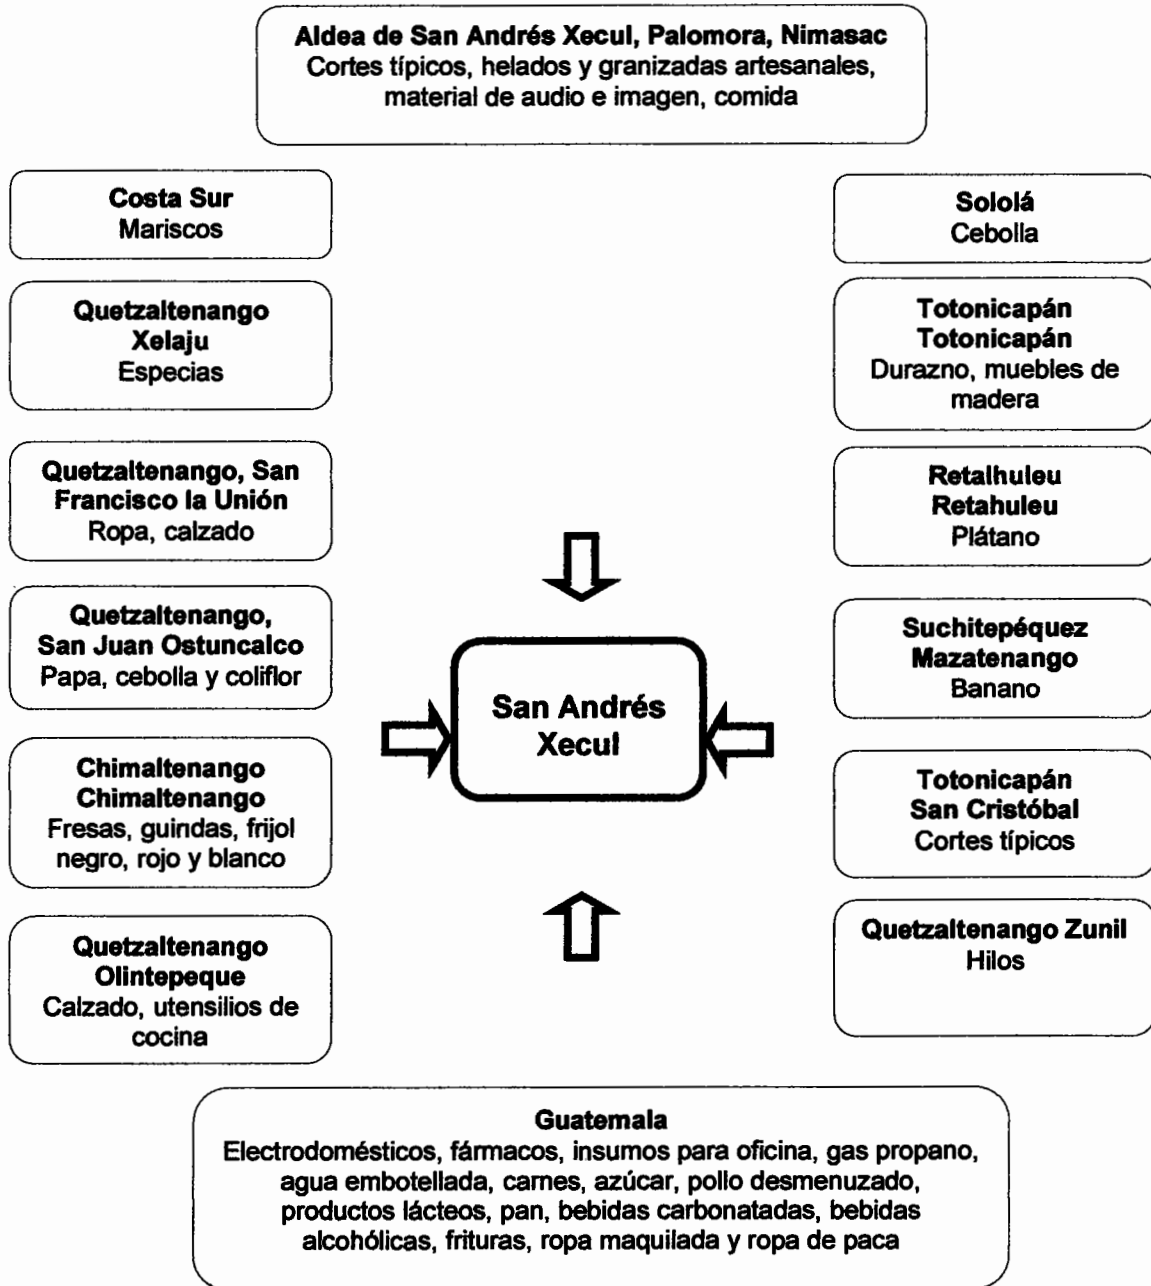 Aldea de San Andrés Xecul, Palomora, Nimasac
Cortes típicos, helados y granizadas artesanales,
material de audio e imagen, comida
Costa Sur
Mariscos
Quetzaltenango
Xelaju
Especias
Quetzaltenango, San
Francisco la Unión
Ropa, calzado
Quetzaltenango,
San Juan Ostuncalco
Papa, cebolla y coliflor
Chimaltenango
Chimaltenango
Fresas, guindas, frijol
negro, rojo y blanco
Quetzaltenango
Olintepeque
Calzado, utensilios de
cocina
San Andrés
Xecul
Sololá
Cebolla
Totonicapán
Totonicapán
Durazno, muebles de
madera
Retalhuleu
Retahuleu
Plátano
Suchitepéquez
Mazatenango
Banano
Totonicapán
San Cristóbal
Cortes típicos
Quetzaltenango Zunil
Hilos
Guatemala
Electrodomésticos, fármacos, insumos para oficina, gas propano,
agua embotellada, carnes, azúcar, pollo desmenuzado,
productos lácteos, pan, bebidas carbonatadas, bebidas
alcohólicas, frituras, ropa maquilada y ropa de paca